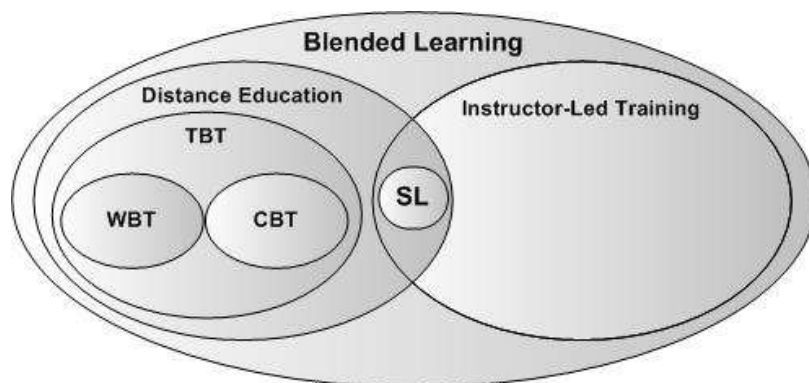 Blended Learning
Distance Education
Instructor-Led Training
TBT
SL
WBT
CBT